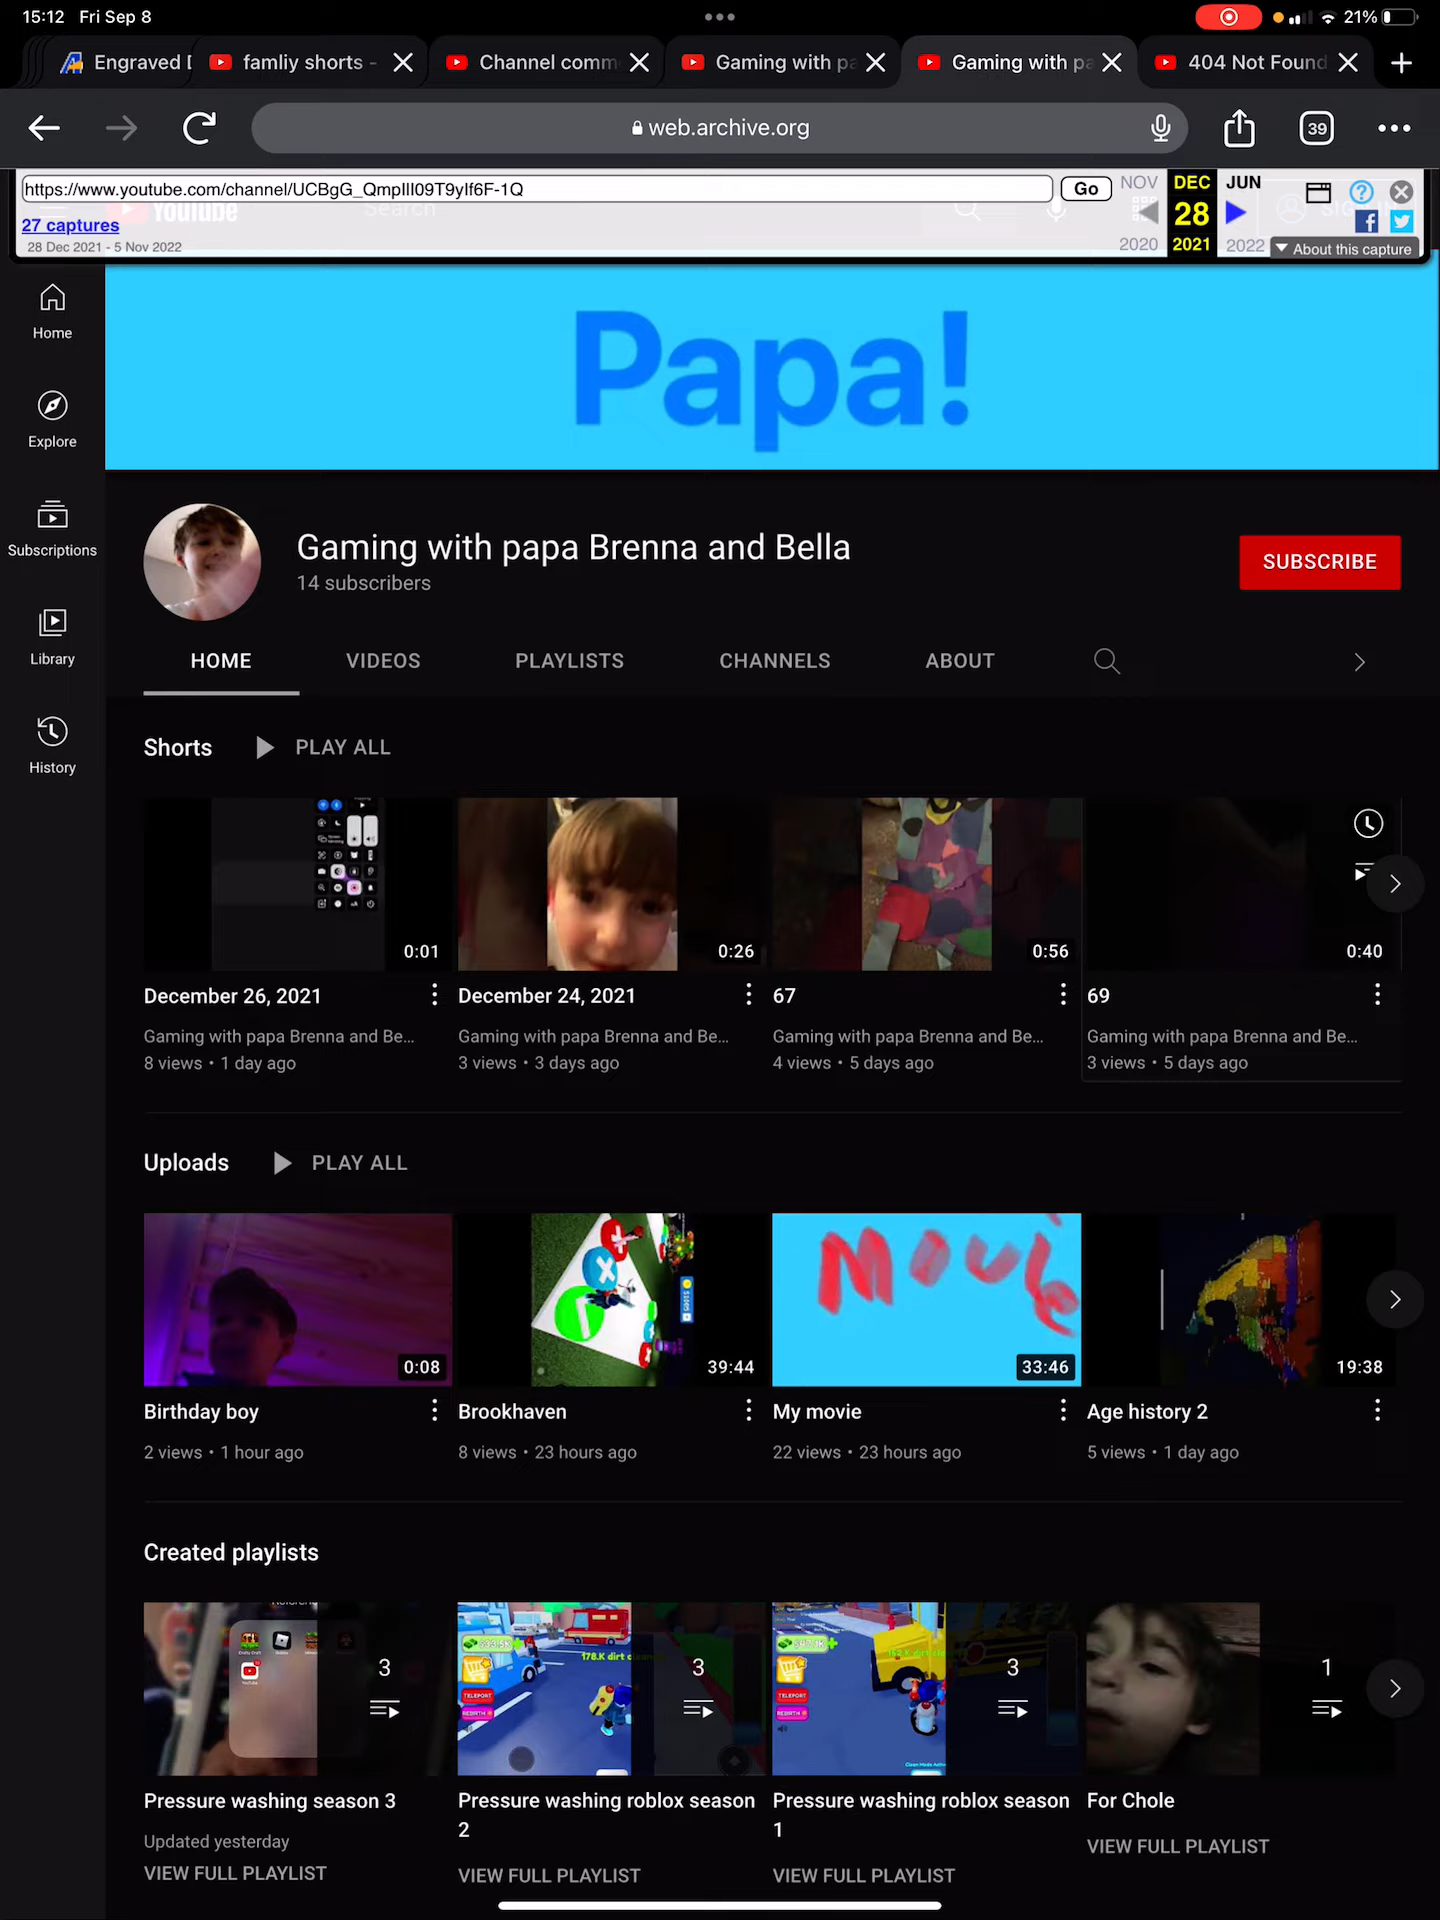 15:12 Fri Sep 8
21%
Engraved
famliy shorts -
Channel comm
Gaming with pa
Gaming with pa
404 Not Found
web.archive.org
39
https://www.youtube.com/channel/UCBgG_QmpIII09T9yIf6F-1Q
Go
NOV
DEC
JUN
27 captures
28
28 Dec 2021 - 5 Nov 2022
2020
2021
2022
About this capture
YouTube
Search
Home
Explore
Subscriptions
Library
History
Papa!
Gaming with papa Brenna and Bella
14 subscribers
SUBSCRIBE
HOME
VIDEOS
PLAYLISTS
CHANNELS
ABOUT
Shorts
PLAY ALL
0:01
0:26
0:56
0:40
December 26, 2021
December 24, 2021
67
69
Gaming with papa Brenna and Be...
Gaming with papa Brenna and Be...
Gaming with papa Brenna and Be...
Gaming with papa Brenna and Be...
8 views • 1 day ago
3 views • 3 days ago
4 views • 5 days ago
3 views • 5 days ago
Uploads
PLAY ALL
Movie
0:08
39:44
33:46
19:38
Birthday boy
Brookhaven
My movie
Age history 2
2 views • 1 hour ago
8 views • 23 hours ago
22 views • 23 hours ago
5 views • 1 day ago
Created playlists
3
3
3
1
TELEPORT
REBIRTH
TELEPORT
REBIRTH
Pressure washing season 3
Pressure washing roblox season
2
Pressure washing roblox season
1
For Chole
Updated yesterday
VIEW FULL PLAYLIST
VIEW FULL PLAYLIST
VIEW FULL PLAYLIST
VIEW FULL PLAYLIST